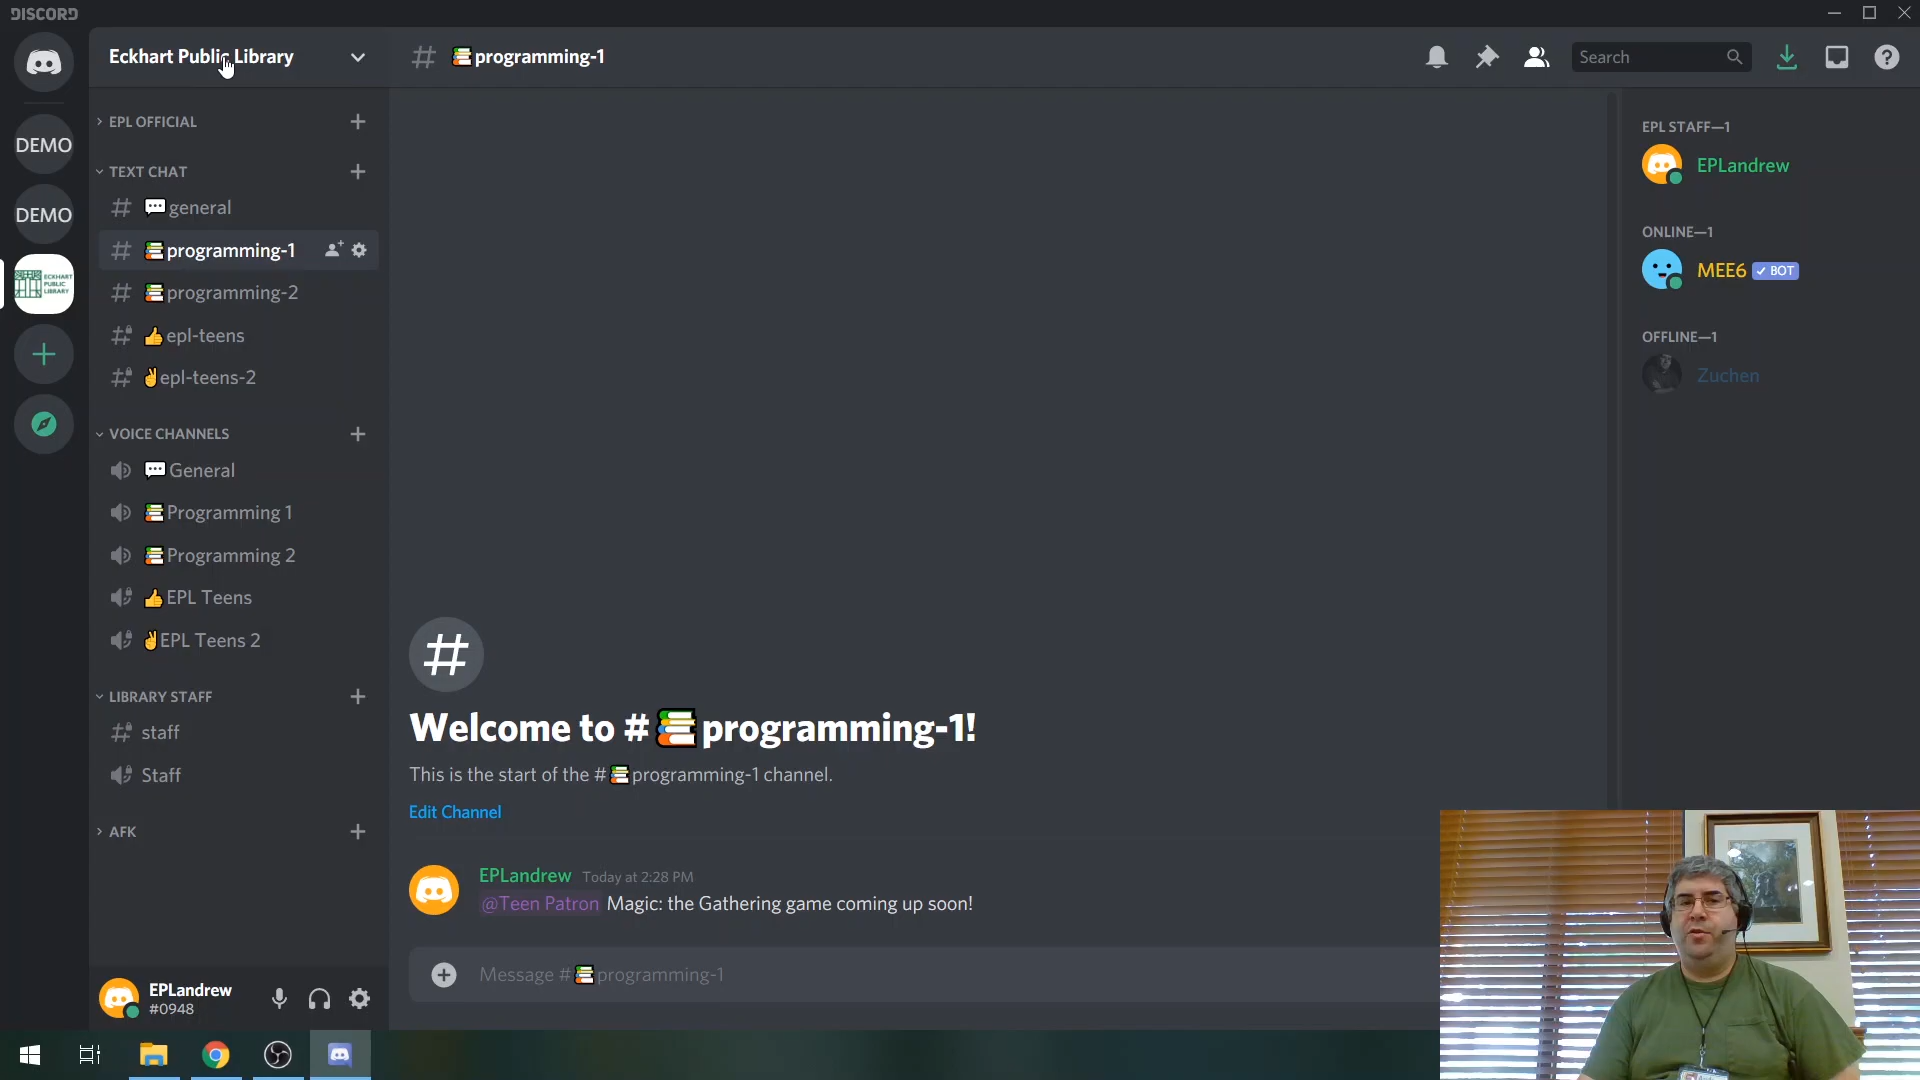 DISCORD
Eckhart Public Library
# 📚programming-1
Search
DEMO
DEMO
ECKHART
PUBLIC
LIBRARY
EPL OFFICIAL
TEXT CHAT
# 💬general
# 📚programming-1
# 📚programming-2
# 👍epl-teens
# ✌epl-teens-2
VOICE CHANNELS
💬General
📚Programming 1
📚Programming 2
👍EPL Teens
✌EPL Teens 2
LIBRARY STAFF
# staff
Staff
AFK
EPLandrew
#0948
#
Welcome to #📚programming-1!
This is the start of the #📚programming-1 channel.
Edit Channel
EPLandrew Today at 2:28 PM
@Teen Patron Magic: the Gathering game coming up soon!
Message #📚programming-1
EPL STAFF—1
EPLandrew
ONLINE—1
MEE6 ✓ BOT
OFFLINE—1
Zuchen